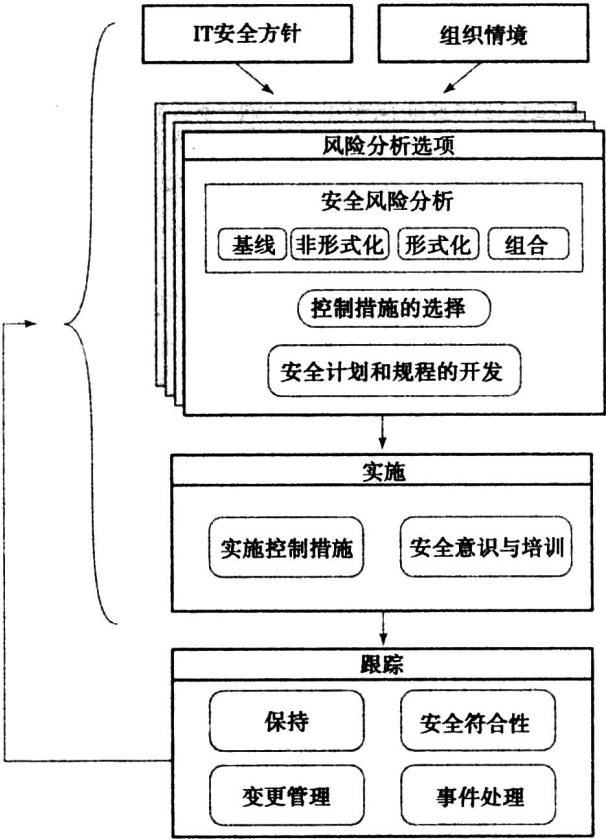 IT安全方针
组织情境
风险分析选项
安全风险分析
基线 非形式化 形式化 组合
控制措施的选择
安全计划和规程的开发
实施
实施控制措施
安全意识与培训
跟踪
保持
安全符合性
变更管理
事件处理